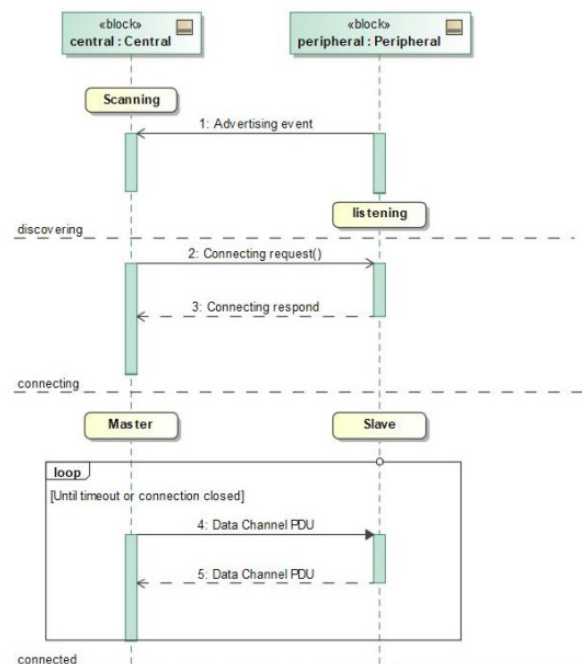 «block»
central : Central
«block»
peripheral : Peripheral
Scanning
1: Advertising event
listening
discovering
2: Connecting request()
3: Connecting respond
connecting
Master
Slave
loop
[Until timeout or connection closed]
4: Data Channel PDU
5: Data Channel PDU
connected